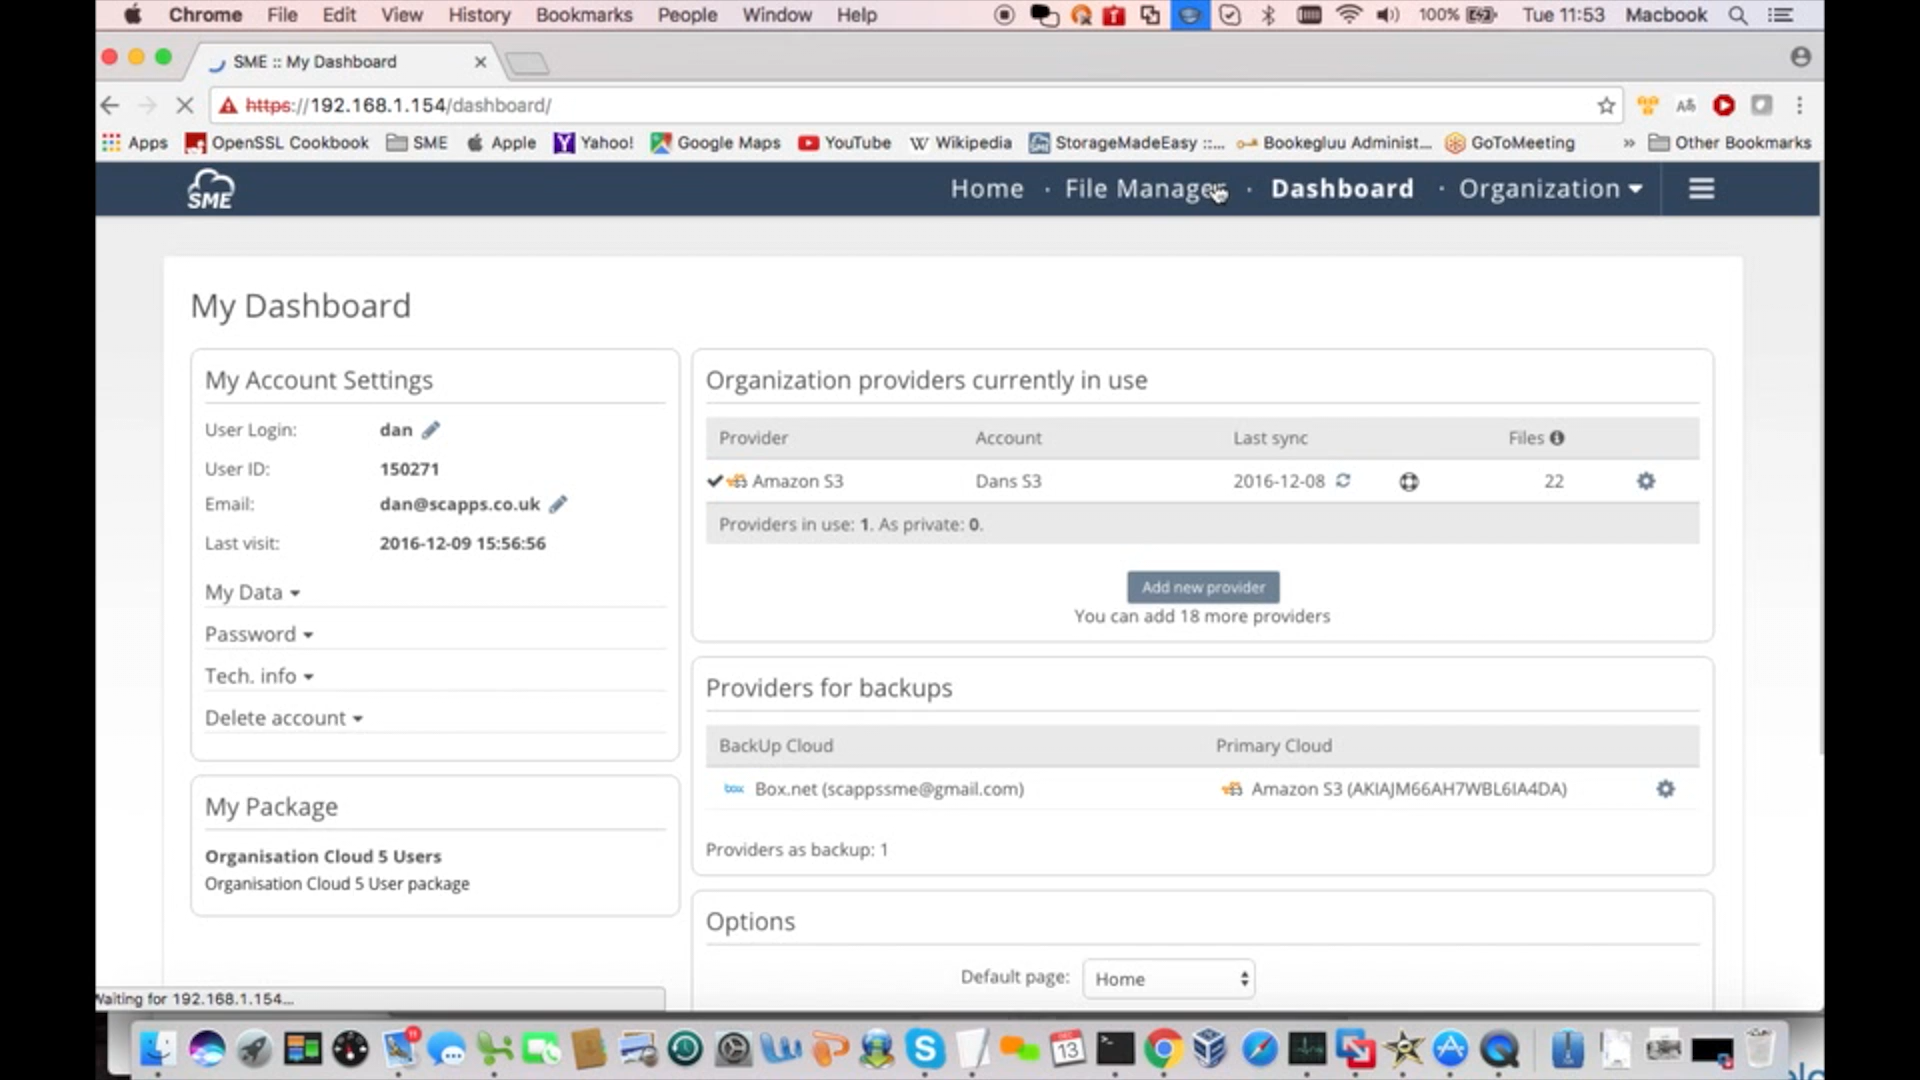 Chrome File Edit View History Bookmarks People Window Help 100% Tue 11:53 Macbook
SME :: My Dashboard
https://192.168.1.154/dashboard/
Apps OpenSSL Cookbook SME Apple Yahoo! Google Maps YouTube Wikipedia StorageMadeEasy ::... Bookegluu Administ... GoToMeeting » Other Bookmarks
SME Home · File Manager · Dashboard · Organization
My Dashboard
My Account Settings
User Login: dan
User ID: 150271
Email: dan@scapps.co.uk
Last visit: 2016-12-09 15:56:56
My Data
Password
Tech. info
Delete account
My Package
Organisation Cloud 5 Users
Organisation Cloud 5 User package
Organization providers currently in use
Provider Account Last sync Files
Amazon S3 Dans S3 2016-12-08 22
Providers in use: 1. As private: 0.
Add new provider
You can add 18 more providers
Providers for backups
BackUp Cloud Primary Cloud
box Box.net (scappssme@gmail.com) Amazon S3 (AKIAJM66AH7WBL6IA4DA)
Providers as backup: 1
Options
Default page: Home
Waiting for 192.168.1.154...
13